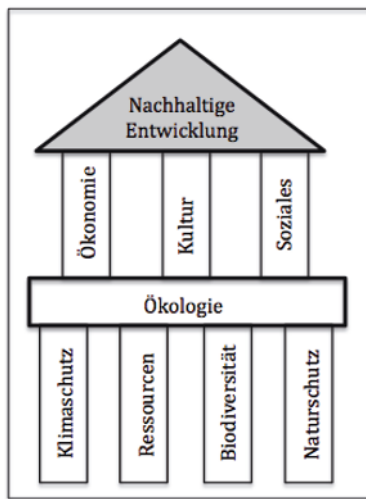 Nachhaltige
Entwicklung
Ökonomie
Kultur
Soziales
Ökologie
Klimaschutz
Ressourcen
Biodiversität
Naturschutz